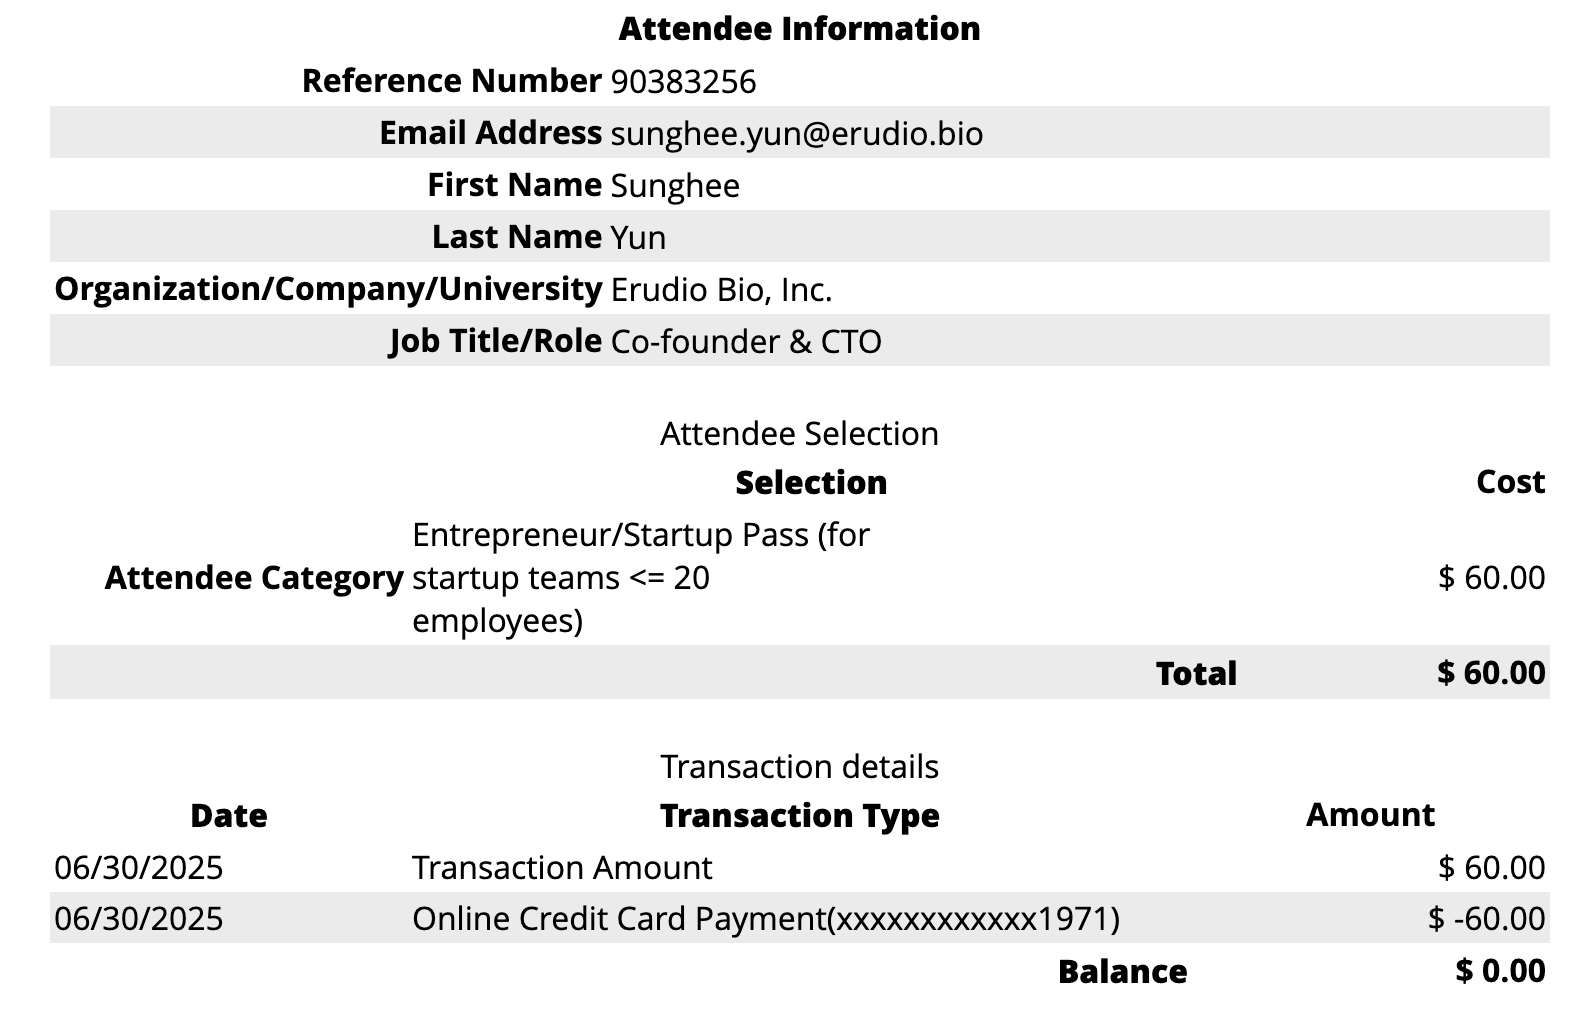 Attendee Information
Reference Number 90383256
Email Address sunghee.yun@erudio.bio
First Name Sunghee
Last Name Yun
Organization/Company/University Erudio Bio, Inc.
Job Title/Role Co-founder & CTO
Attendee Selection
Selection Cost
Attendee Category Entrepreneur/Startup Pass (for
startup teams <= 20
employees) $ 60.00
Total $ 60.00
Transaction details
Date Transaction Type Amount
06/30/2025 Transaction Amount $ 60.00
06/30/2025 Online Credit Card Payment(xxxxxxxxxxxx1971) $ -60.00
Balance $ 0.00